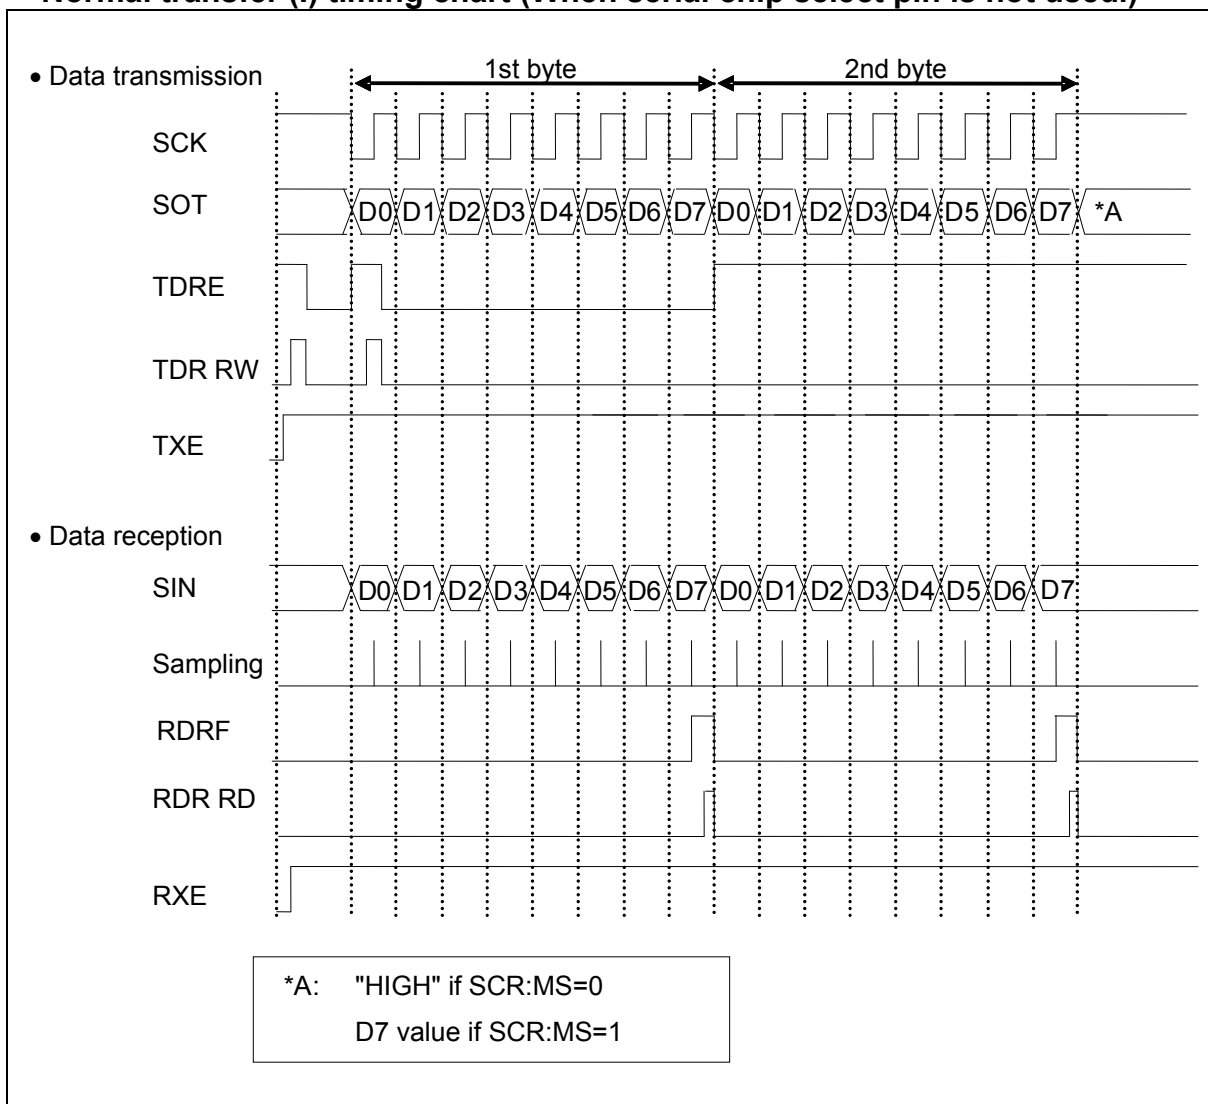 Normal transfer (I) timing chart (When serial chip select pin is not used.)
• Data transmission
1st byte 2nd byte
SCK
SOT D0 D1 D2 D3 D4 D5 D6 D7 D0 D1 D2 D3 D4 D5 D6 D7 *A
TDRE
TDR RW
TXE
• Data reception
SIN D0 D1 D2 D3 D4 D5 D6 D7 D0 D1 D2 D3 D4 D5 D6 D7
Sampling
RDRF
RDR RD
RXE
*A: "HIGH" if SCR:MS=0
D7 value if SCR:MS=1